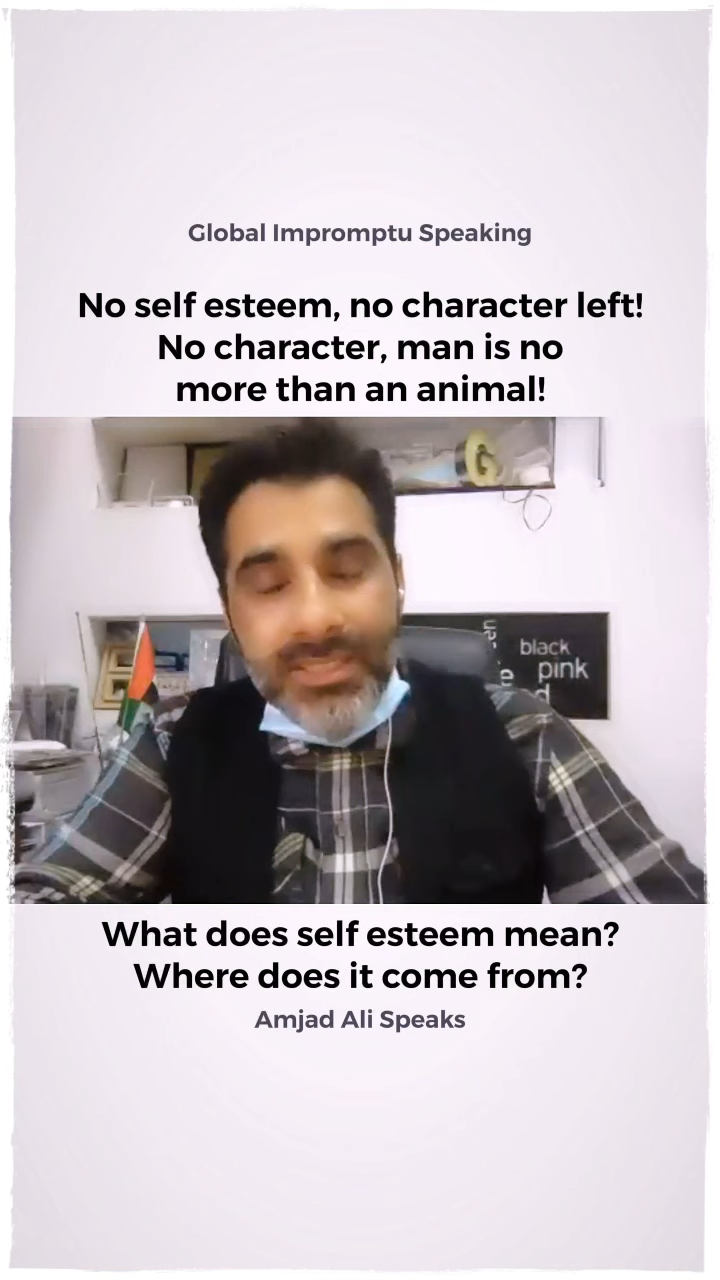 Global Impromptu Speaking
No self esteem, no character left!
No character, man is no
more than an animal!
G
en
black
pink
What does self esteem mean?
Where does it come from?
Amjad Ali Speaks